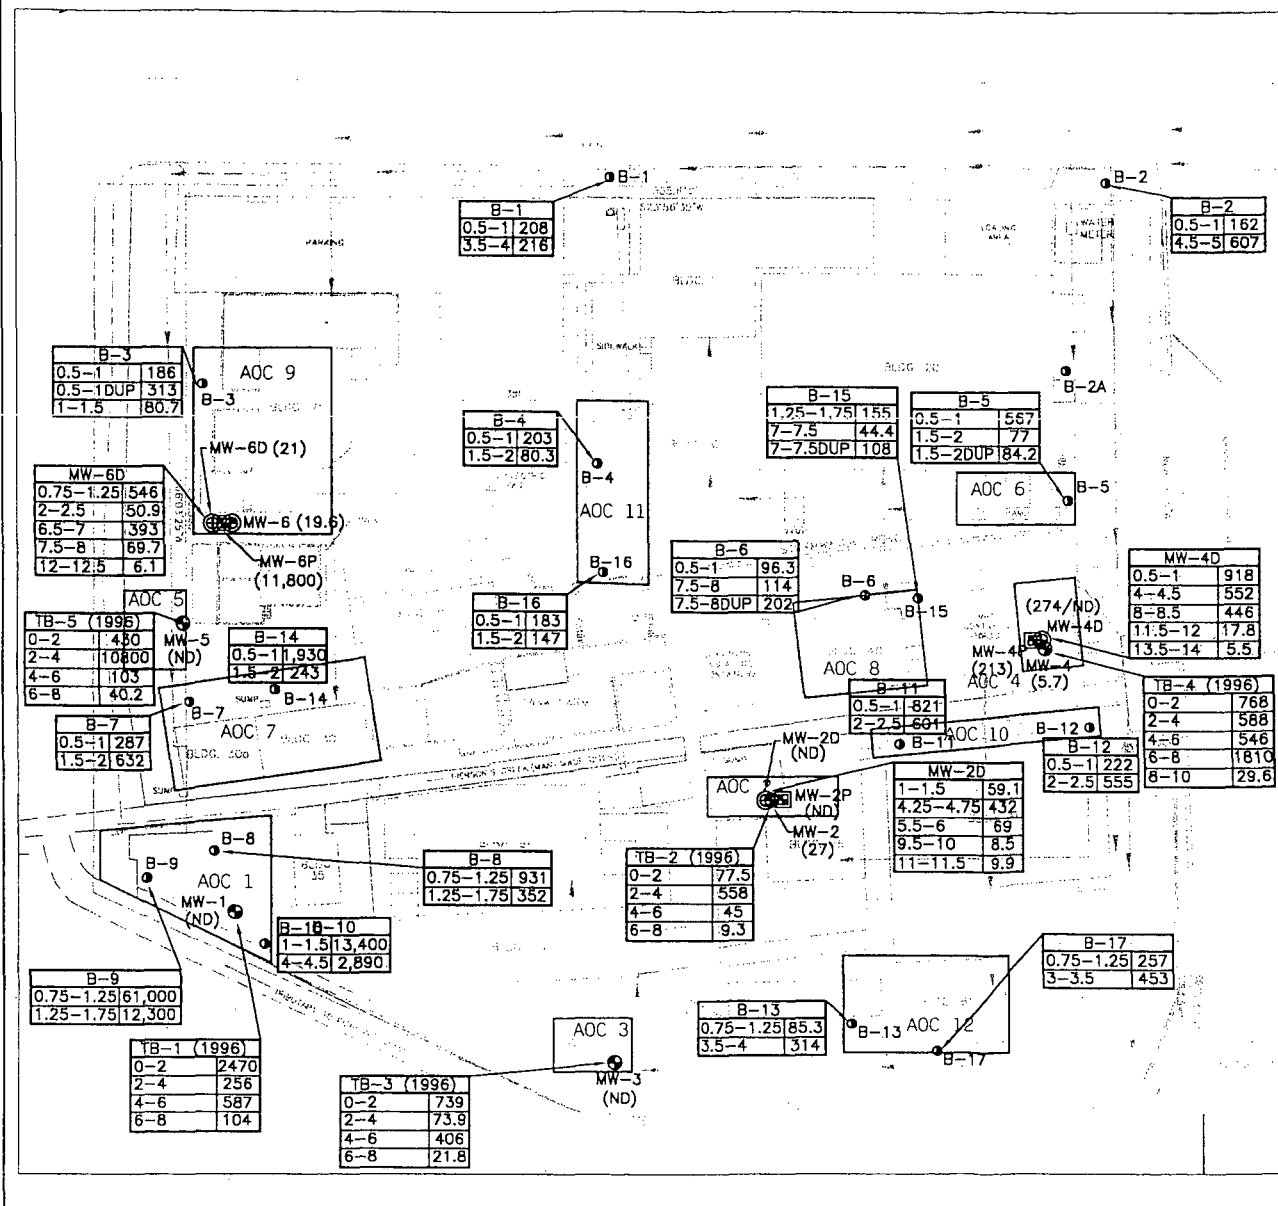 B-1
B-2
B-1
0.5-1 208
3.5-4 216
B-2
0.5-1 162
4.5-5 607
WATER
METER
PARKING
LOADING
AREA
SIDEWALK
BLDG. 20
B-3
0.5-1 186
0.5-1DUP 313
1-1.5 80.7
AOC 9
B-3
B-2A
B-15
1.25-1.75 155
7-7.5 44.4
7-7.5DUP 108
B-5
0.5-1 567
1.5-2 77
1.5-2DUP 84.2
B-4
0.5-1 203
1.5-2 80.3
B-4
AOC 11
B-16
AOC 6
B-5
MW-6D (21)
MW-6D
0.75-1.25 546
2-2.5 50.9
6.5-7 393
7.5-8 69.7
12-12.5 6.1
MW-6 (19.6)
MW-6P
(11,800)
B-6
0.5-1 96.3
7.5-8 114
7.5-8DUP 202
B-6
B-15
MW-4D
0.5-1 918
4-4.5 552
8-8.5 446
11.5-12 17.8
13.5-14 5.5
AOC 5
MW-5
(ND)
B-16
0.5-1 183
1.5-2 147
(274/ND)
MW-4D
MW-4P
(213)
MW-4
(5.7)
AOC 4
TB-5 (1996)
0-2 430
2-4 10800
4-6 103
6-8 40.2
B-14
0.5-1 1,930
1.5-2 243
B-14
SUMP
B-7
AOC 7
AOC 8
B-7
0.5-1 287
1.5-2 632
B-11
0.5-1 821
2-2.5 601
B-11
AOC 10
B-12
B-12
0.5-1 222
2-2.5 555
TB-4 (1996)
0-2 768
2-4 588
4-6 546
6-8 1810
8-10 29.6
SUMP
MW-2D
(ND)
AOC
MW-2P
(ND)
MW-2
(27)
MW-2D
1-1.5 59.1
4.25-4.75 432
5.5-6 69
9.5-10 8.5
11-11.5 9.9
B-8
B-9
AOC 1
MW-1
(ND)
B-8
0.75-1.25 931
1.25-1.75 352
TB-2 (1996)
0-2 77.5
2-4 558
4-6 45
6-8 9.3
B-10
B-10
1-1.5 13,400
4-4.5 2,890
B-9
0.75-1.25 61,000
1.25-1.75 12,300
B-17
0.75-1.25 257
3-3.5 453
B-13
0.75-1.25 85.3
3.5-4 314
B-13
AOC 12
B-17
AOC 3
MW-3
(ND)
TB-1 (1996)
0-2 2470
2-4 256
4-6 587
6-8 104
TB-3 (1996)
0-2 739
2-4 73.9
4-6 406
6-8 21.8